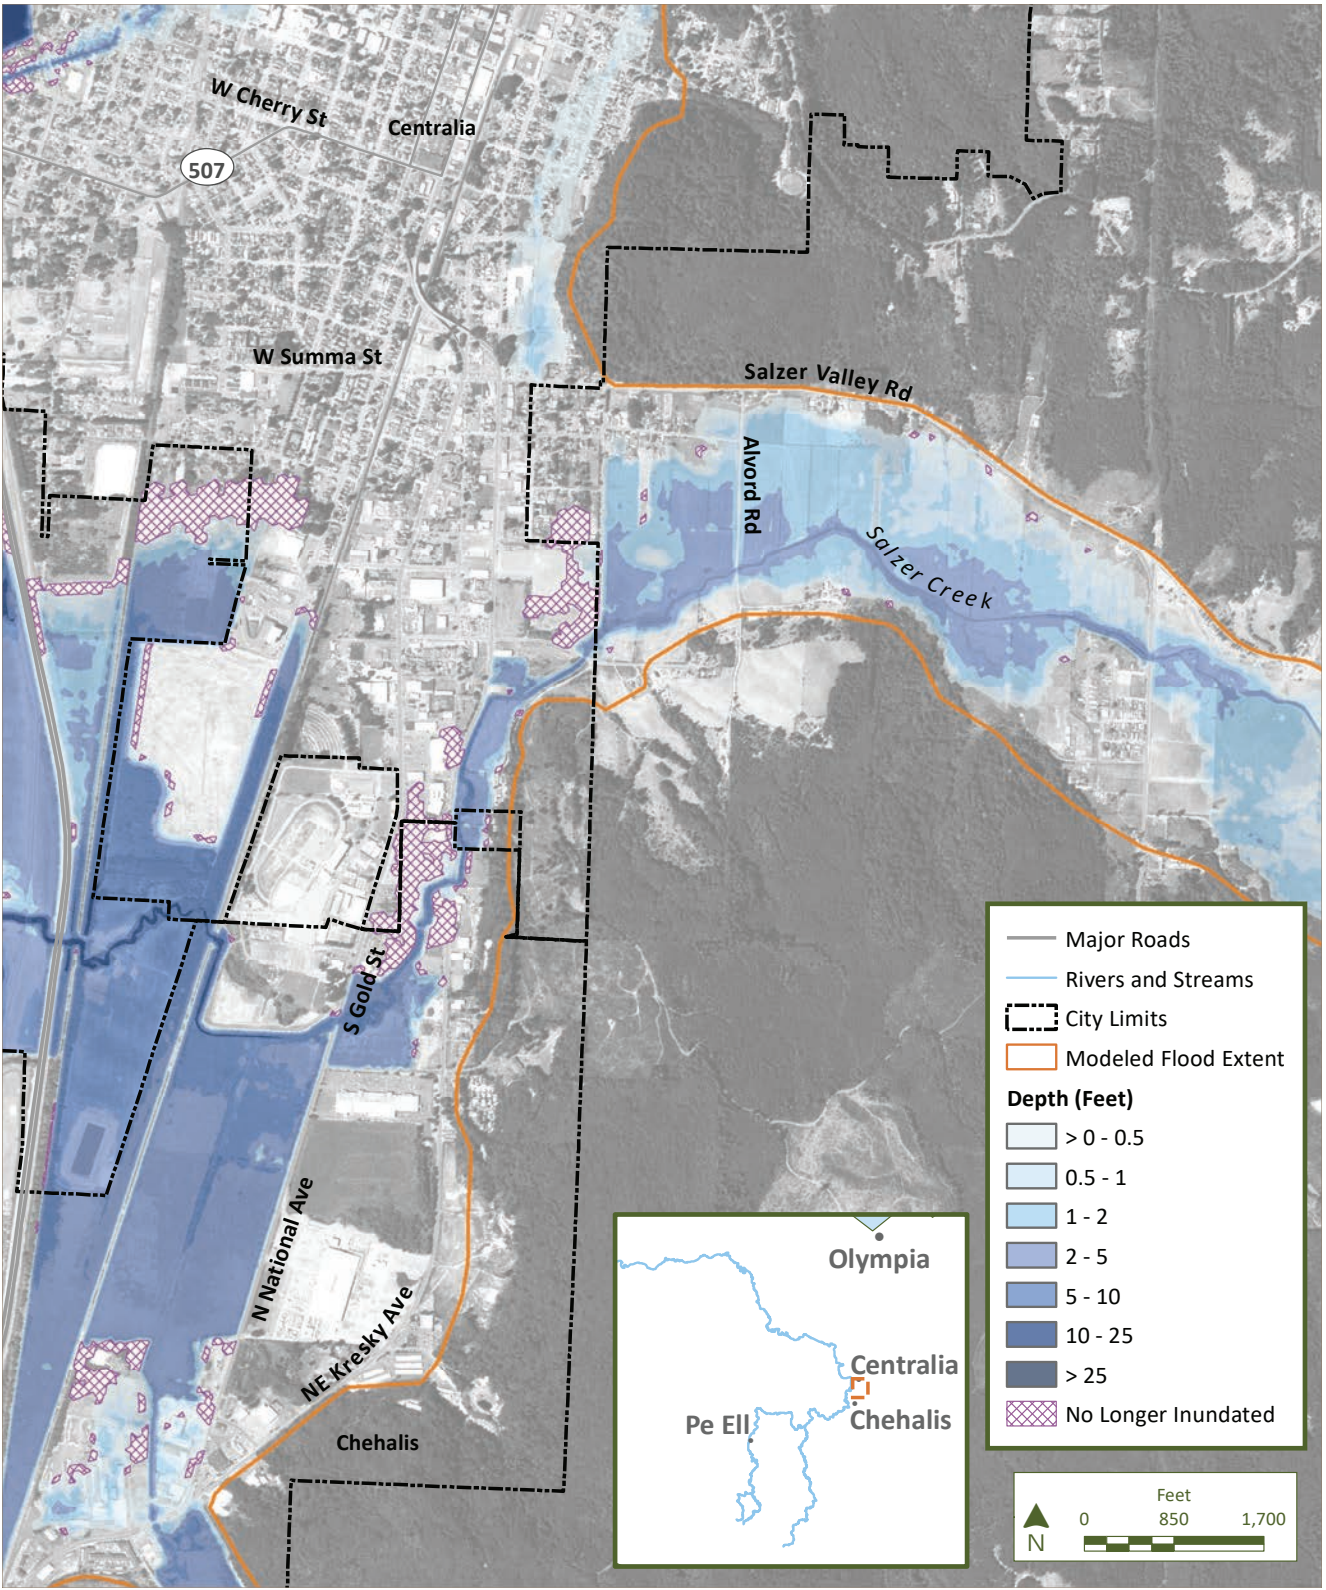 W Cherry St
Centralia
507
W Summa St
Salzer Valley Rd
Alvord Rd
Salzer Creek
S Gold St
N National Ave
NE Kresky Ave
Chehalis
Major Roads
Rivers and Streams
City Limits
Modeled Flood Extent
Depth (Feet)
> 0 - 0.5
0.5 - 1
1 - 2
2 - 5
5 - 10
10 - 25
> 25
No Longer Inundated
Olympia
Centralia
Chehalis
Pe Ell
Feet
0 850 1,700
N